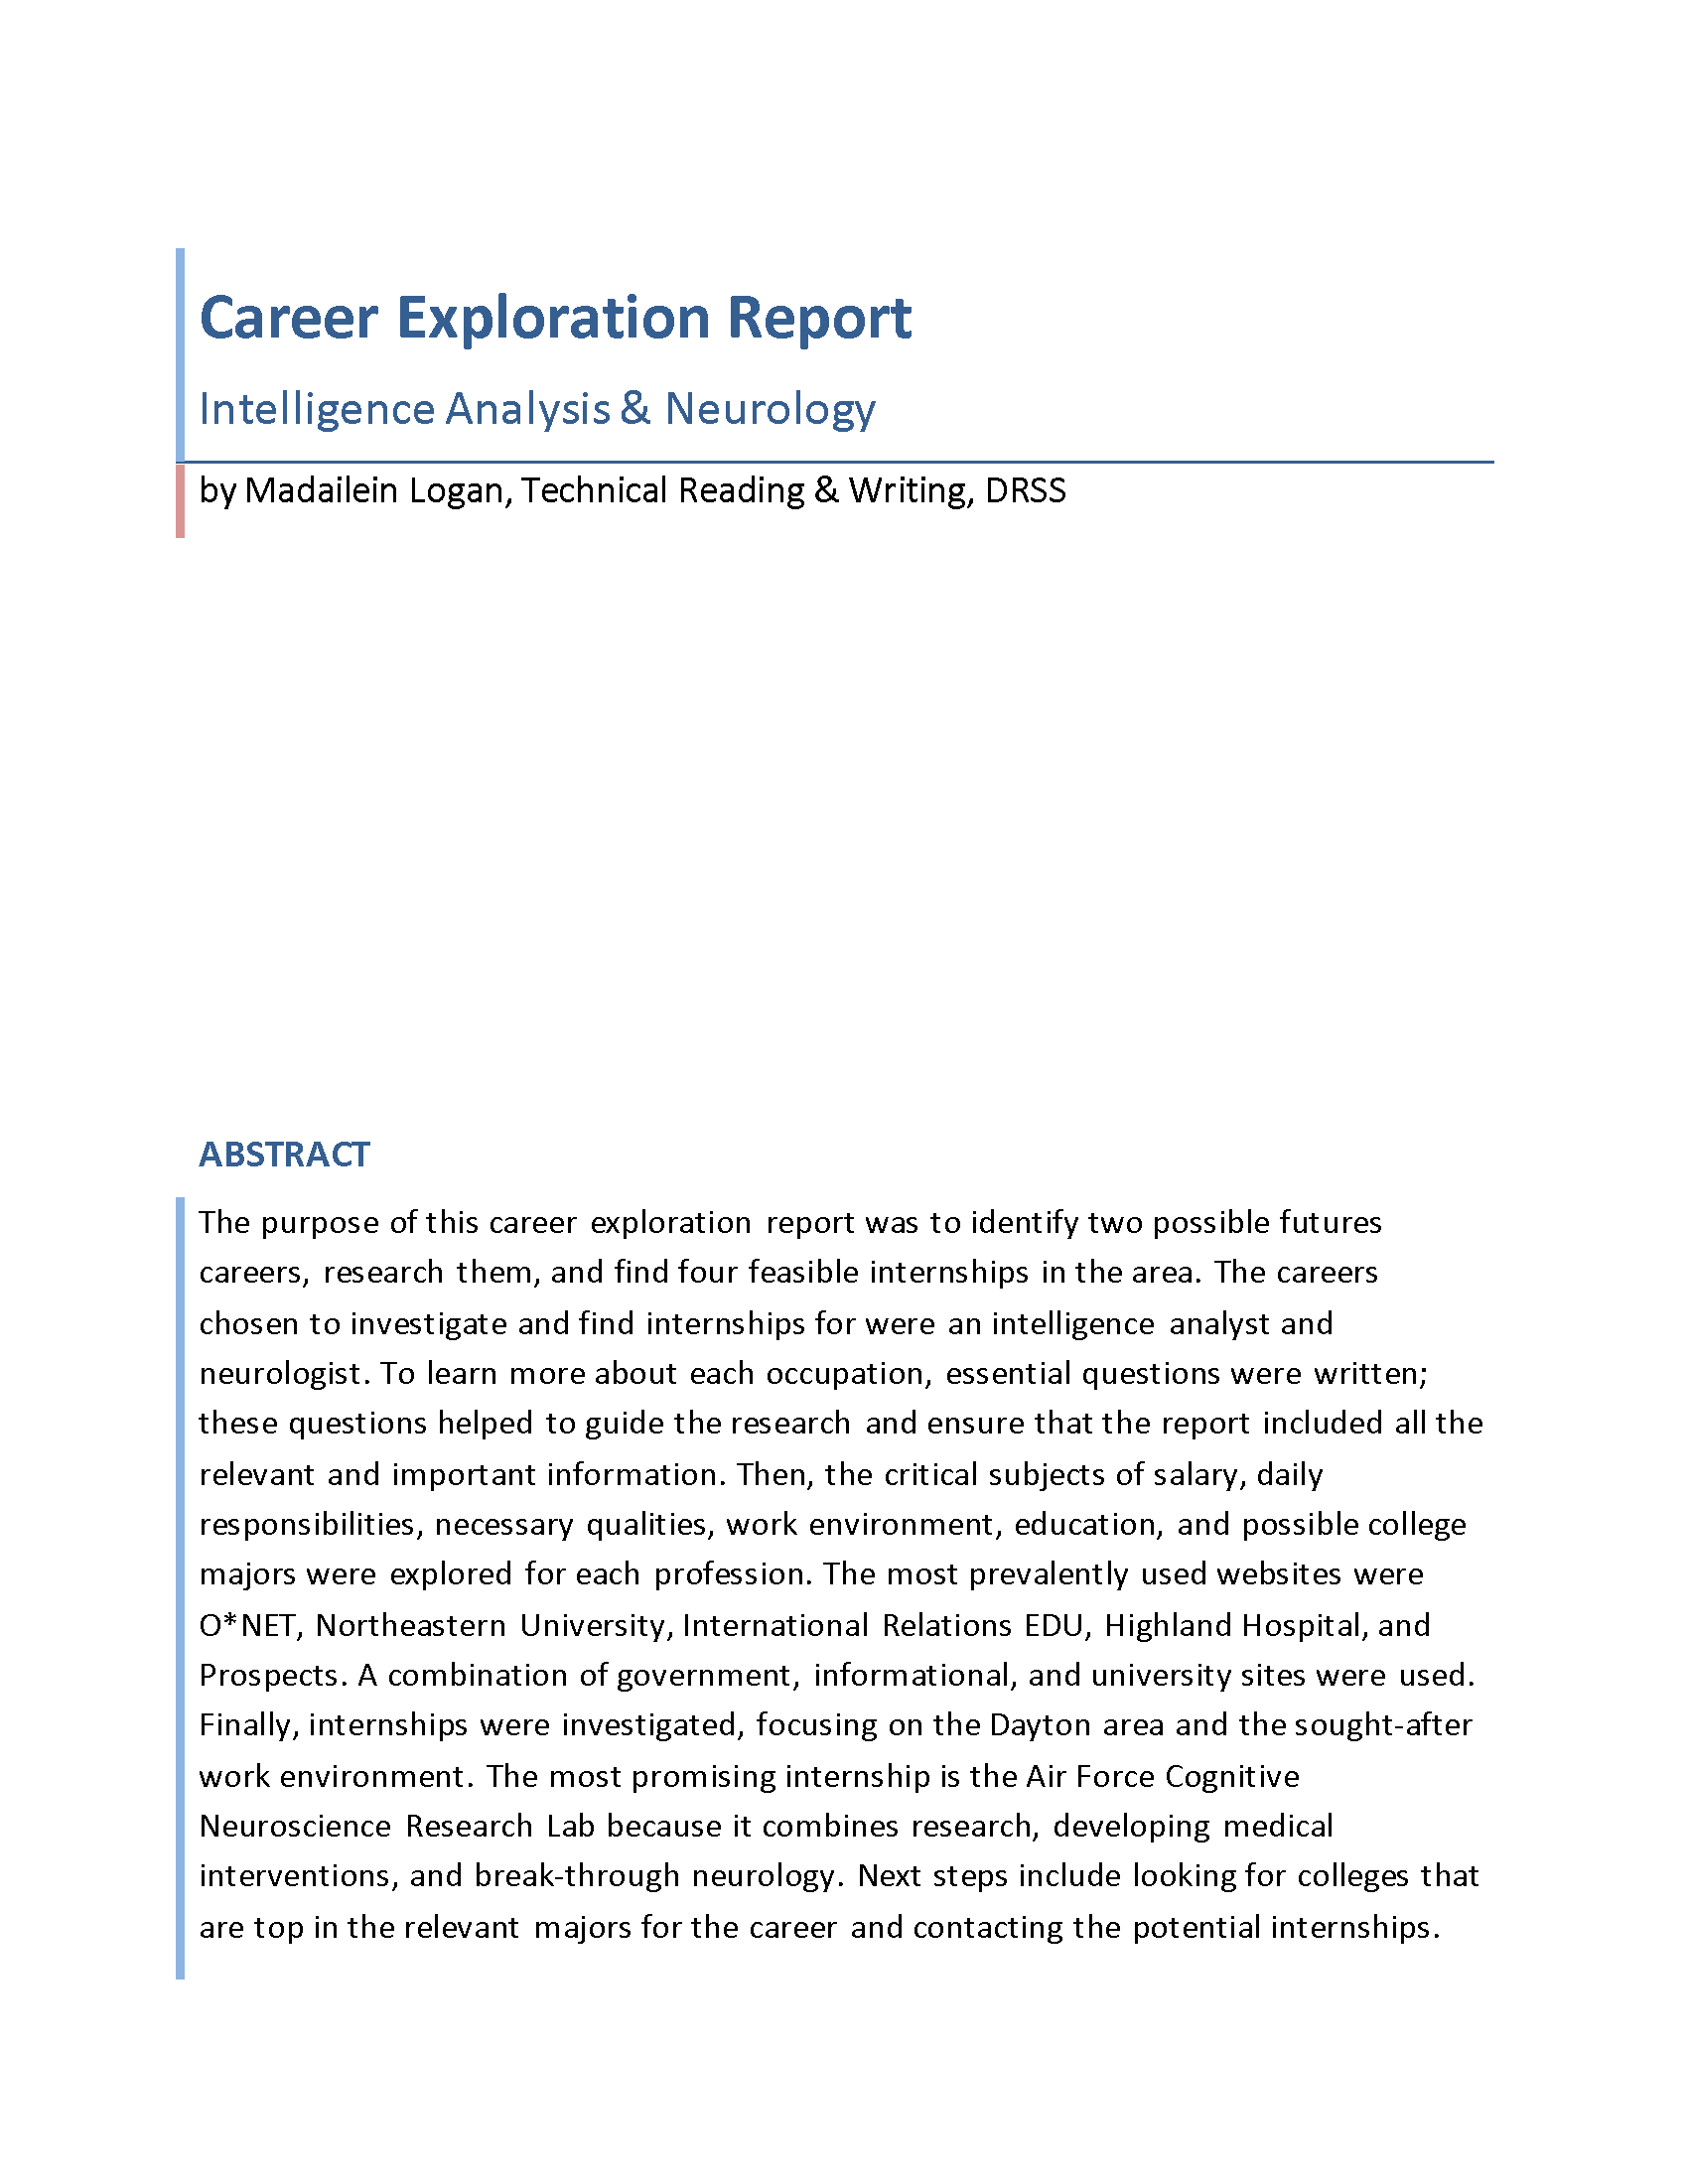 Career Exploration Report
Intelligence Analysis & Neurology
by Madailein Logan, Technical Reading & Writing, DRSS
ABSTRACT
The purpose of this career exploration report was to identify two possible futures
careers, research them, and find four feasible internships in the area. The careers
chosen to investigate and find internships for were an intelligence analyst and
neurologist. To learn more about each occupation, essential questions were written;
these questions helped to guide the research and ensure that the report included all the
relevant and important information. Then, the critical subjects of salary, daily
responsibilities, necessary qualities, work environment, education, and possible college
majors were explored for each profession. The most prevalently used websites were
O*NET, Northeastern University, International Relations EDU, Highland Hospital, and
Prospects. A combination of government, informational, and university sites were used.
Finally, internships were investigated, focusing on the Dayton area and the sought-after
work environment. The most promising internship is the Air Force Cognitive
Neuroscience Research Lab because it combines research, developing medical
interventions, and break-through neurology. Next steps include looking for colleges that
are top in the relevant majors for the career and contacting the potential internships.